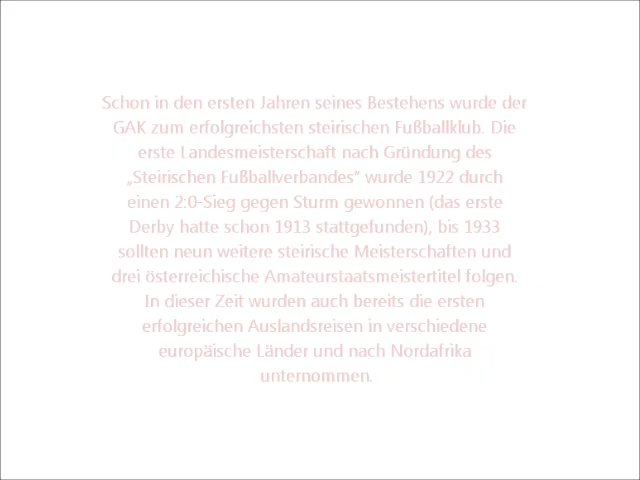 Schon in den ersten Jahren seines Bestehens wurde der
GAK zum erfolgreichsten steirischen Fußballklub. Die
erste Landesmeisterschaft nach Gründung des
„Steirischen Fußballverbandes“ wurde 1922 durch
einen 2:0-Sieg gegen Sturm gewonnen (das erste
Derby hatte schon 1913 stattgefunden), bis 1933
sollten neun weitere steirische Meisterschaften und
drei österreichische Amateurstaatsmeistertitel folgen.
In dieser Zeit wurden auch bereits die ersten
erfolgreichen Auslandsreisen in verschiedene
europäische Länder und nach Nordafrika
unternommen.